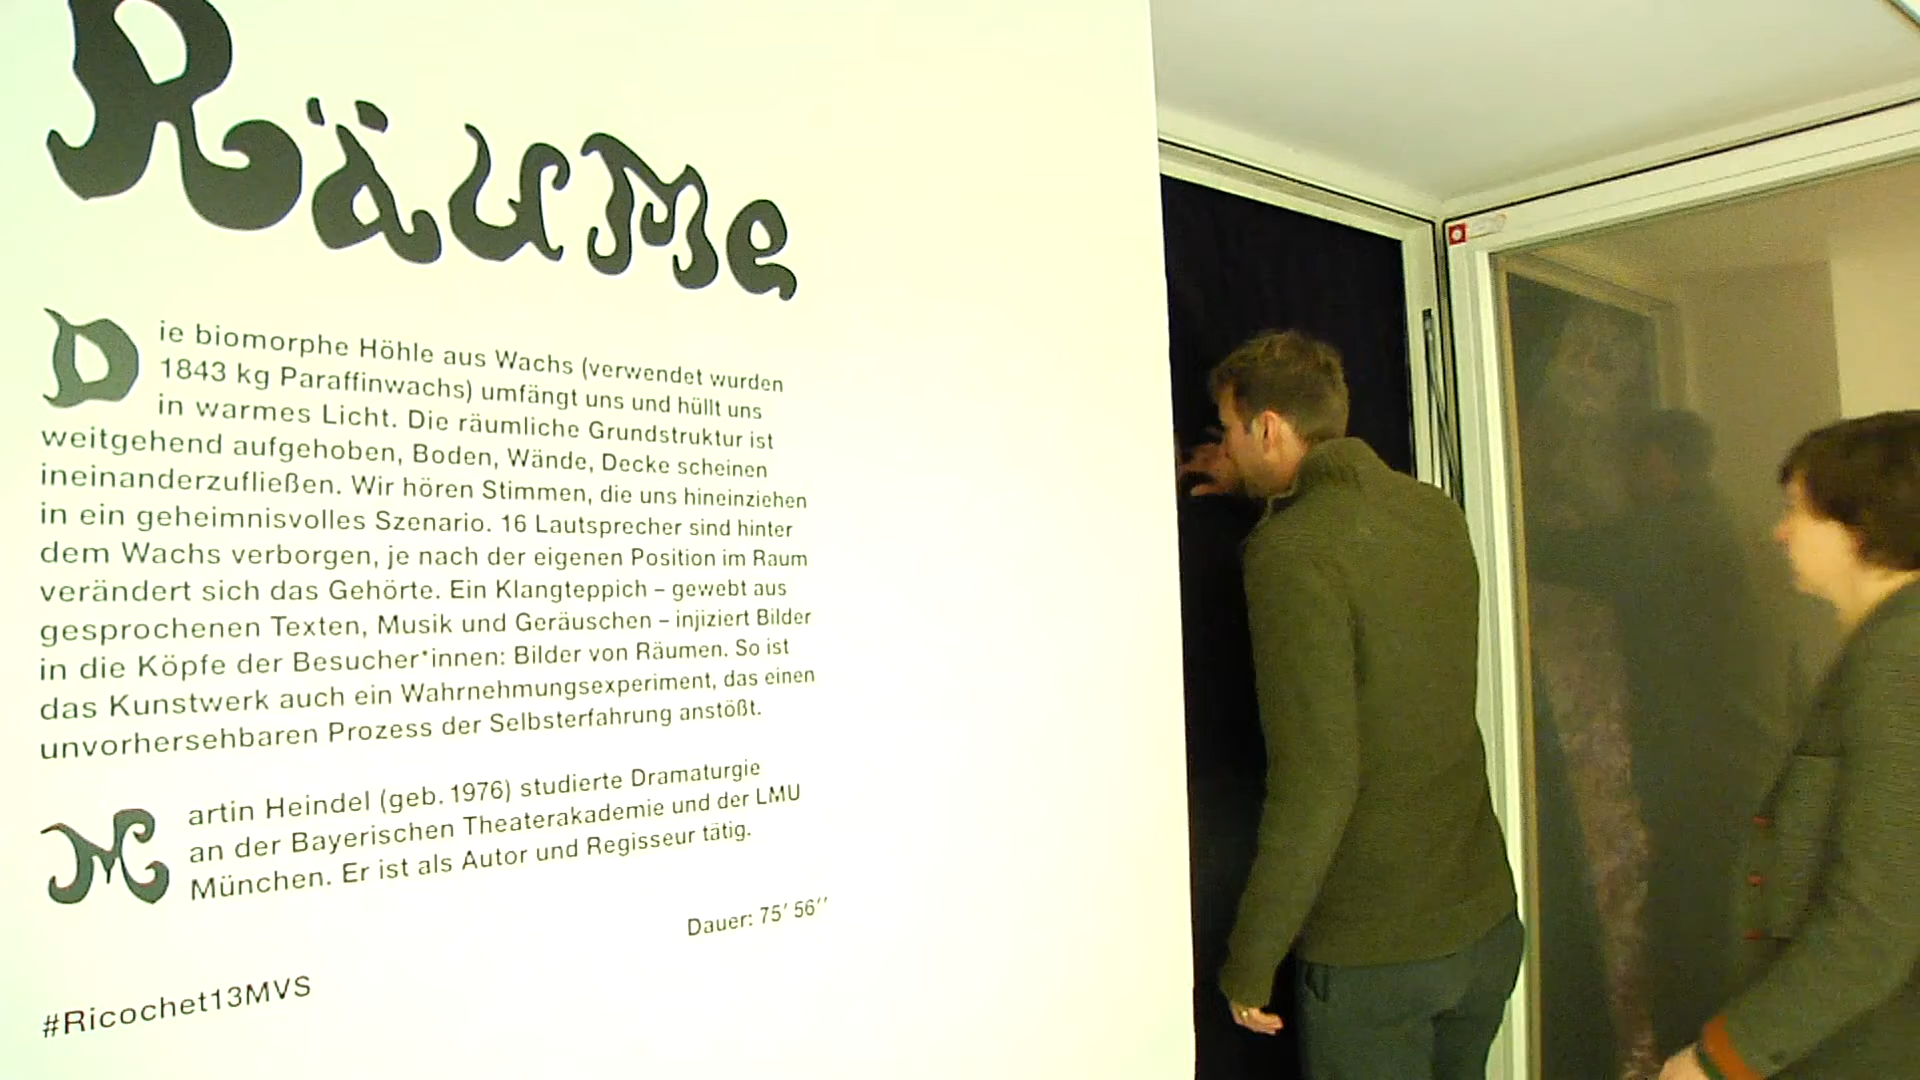 Räume
Die biomorphe Höhle aus Wachs (verwendet wurden
1843 kg Paraffinwachs) umfängt uns und hüllt uns
in warmes Licht. Die räumliche Grundstruktur ist
weitgehend aufgehoben, Boden, Wände, Decke scheinen
ineinanderzufließen. Wir hören Stimmen, die uns hineinziehen
in ein geheimnisvolles Szenario. 16 Lautsprecher sind hinter
dem Wachs verborgen, je nach der eigenen Position im Raum
verändert sich das Gehörte. Ein Klangteppich – gewebt aus
gesprochenen Texten, Musik und Geräuschen – injiziert Bilder
in die Köpfe der Besucher*innen: Bilder von Räumen. So ist
das Kunstwerk auch ein Wahrnehmungsexperiment, das einen
unvorhersehbaren Prozess der Selbsterfahrung anstößt.
Martin Heindel (geb. 1976) studierte Dramaturgie
an der Bayerischen Theaterakademie und der LMU
München. Er ist als Autor und Regisseur tätig.
Dauer: 75′ 56′′
#Ricochet13MVS